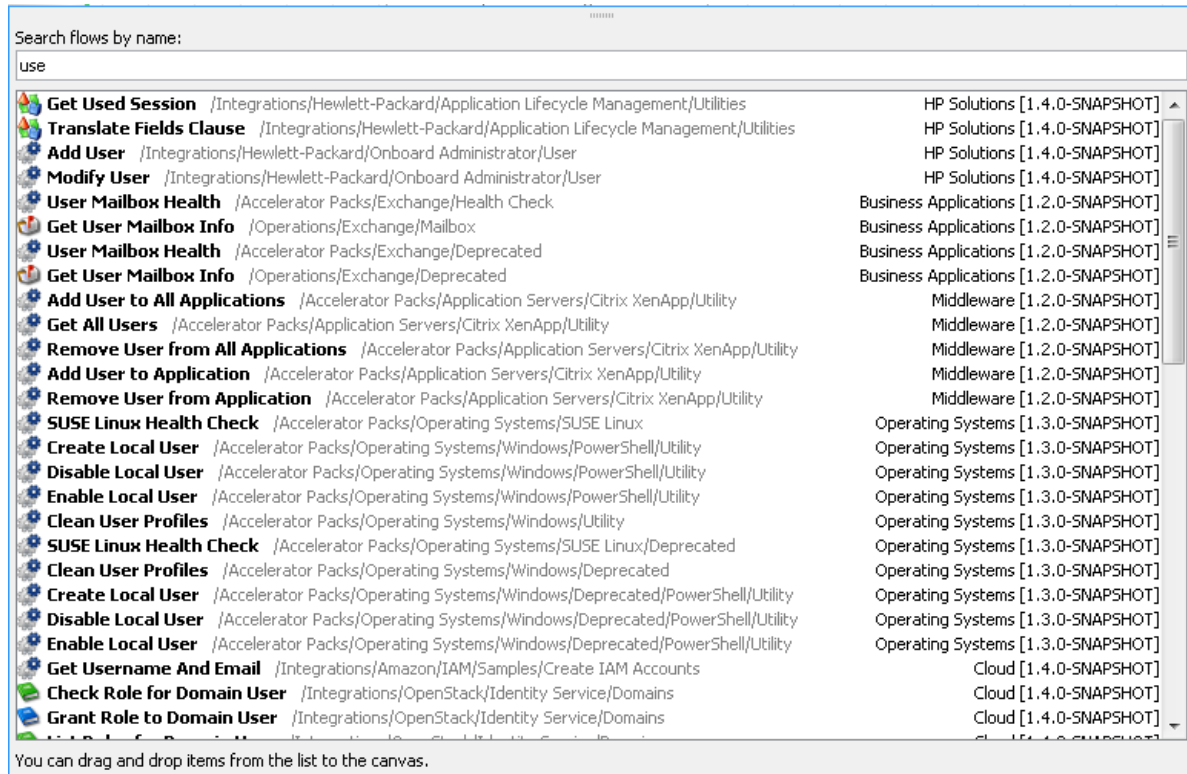 Search flows by name:
use
Get Used Session /Integrations/Hewlett-Packard/Application Lifecycle Management/Utilities HP Solutions [1.4.0-SNAPSHOT]
Translate Fields Clause /Integrations/Hewlett-Packard/Application Lifecycle Management/Utilities HP Solutions [1.4.0-SNAPSHOT]
Add User /Integrations/Hewlett-Packard/Onboard Administrator/User HP Solutions [1.4.0-SNAPSHOT]
Modify User /Integrations/Hewlett-Packard/Onboard Administrator/User HP Solutions [1.4.0-SNAPSHOT]
User Mailbox Health /Accelerator Packs/Exchange/Health Check Business Applications [1.2.0-SNAPSHOT]
Get User Mailbox Info /Operations/Exchange/Mailbox Business Applications [1.2.0-SNAPSHOT]
User Mailbox Health /Accelerator Packs/Exchange/Deprecated Business Applications [1.2.0-SNAPSHOT]
Get User Mailbox Info /Operations/Exchange/Deprecated Business Applications [1.2.0-SNAPSHOT]
Add User to All Applications /Accelerator Packs/Application Servers/Citrix XenApp/Utility Middleware [1.2.0-SNAPSHOT]
Get All Users /Accelerator Packs/Application Servers/Citrix XenApp/Utility Middleware [1.2.0-SNAPSHOT]
Remove User from All Applications /Accelerator Packs/Application Servers/Citrix XenApp/Utility Middleware [1.2.0-SNAPSHOT]
Add User to Application /Accelerator Packs/Application Servers/Citrix XenApp/Utility Middleware [1.2.0-SNAPSHOT]
Remove User from Application /Accelerator Packs/Application Servers/Citrix XenApp/Utility Middleware [1.2.0-SNAPSHOT]
SUSE Linux Health Check /Accelerator Packs/Operating Systems/SUSE Linux Operating Systems [1.3.0-SNAPSHOT]
Create Local User /Accelerator Packs/Operating Systems/Windows/PowerShell/Utility Operating Systems [1.3.0-SNAPSHOT]
Disable Local User /Accelerator Packs/Operating Systems/Windows/PowerShell/Utility Operating Systems [1.3.0-SNAPSHOT]
Enable Local User /Accelerator Packs/Operating Systems/Windows/PowerShell/Utility Operating Systems [1.3.0-SNAPSHOT]
Clean User Profiles /Accelerator Packs/Operating Systems/Windows/Utility Operating Systems [1.3.0-SNAPSHOT]
SUSE Linux Health Check /Accelerator Packs/Operating Systems/SUSE Linux/Deprecated Operating Systems [1.3.0-SNAPSHOT]
Clean User Profiles /Accelerator Packs/Operating Systems/Windows/Deprecated Operating Systems [1.3.0-SNAPSHOT]
Create Local User /Accelerator Packs/Operating Systems/Windows/Deprecated/PowerShell/Utility Operating Systems [1.3.0-SNAPSHOT]
Disable Local User /Accelerator Packs/Operating Systems/Windows/Deprecated/PowerShell/Utility Operating Systems [1.3.0-SNAPSHOT]
Enable Local User /Accelerator Packs/Operating Systems/Windows/Deprecated/PowerShell/Utility Operating Systems [1.3.0-SNAPSHOT]
Get Username And Email /Integrations/Amazon/IAM/Samples/Create IAM Accounts Cloud [1.4.0-SNAPSHOT]
Check Role for Domain User /Integrations/OpenStack/Identity Service/Domains Cloud [1.4.0-SNAPSHOT]
Grant Role to Domain User /Integrations/OpenStack/Identity Service/Domains Cloud [1.4.0-SNAPSHOT]
You can drag and drop items from the list to the canvas.